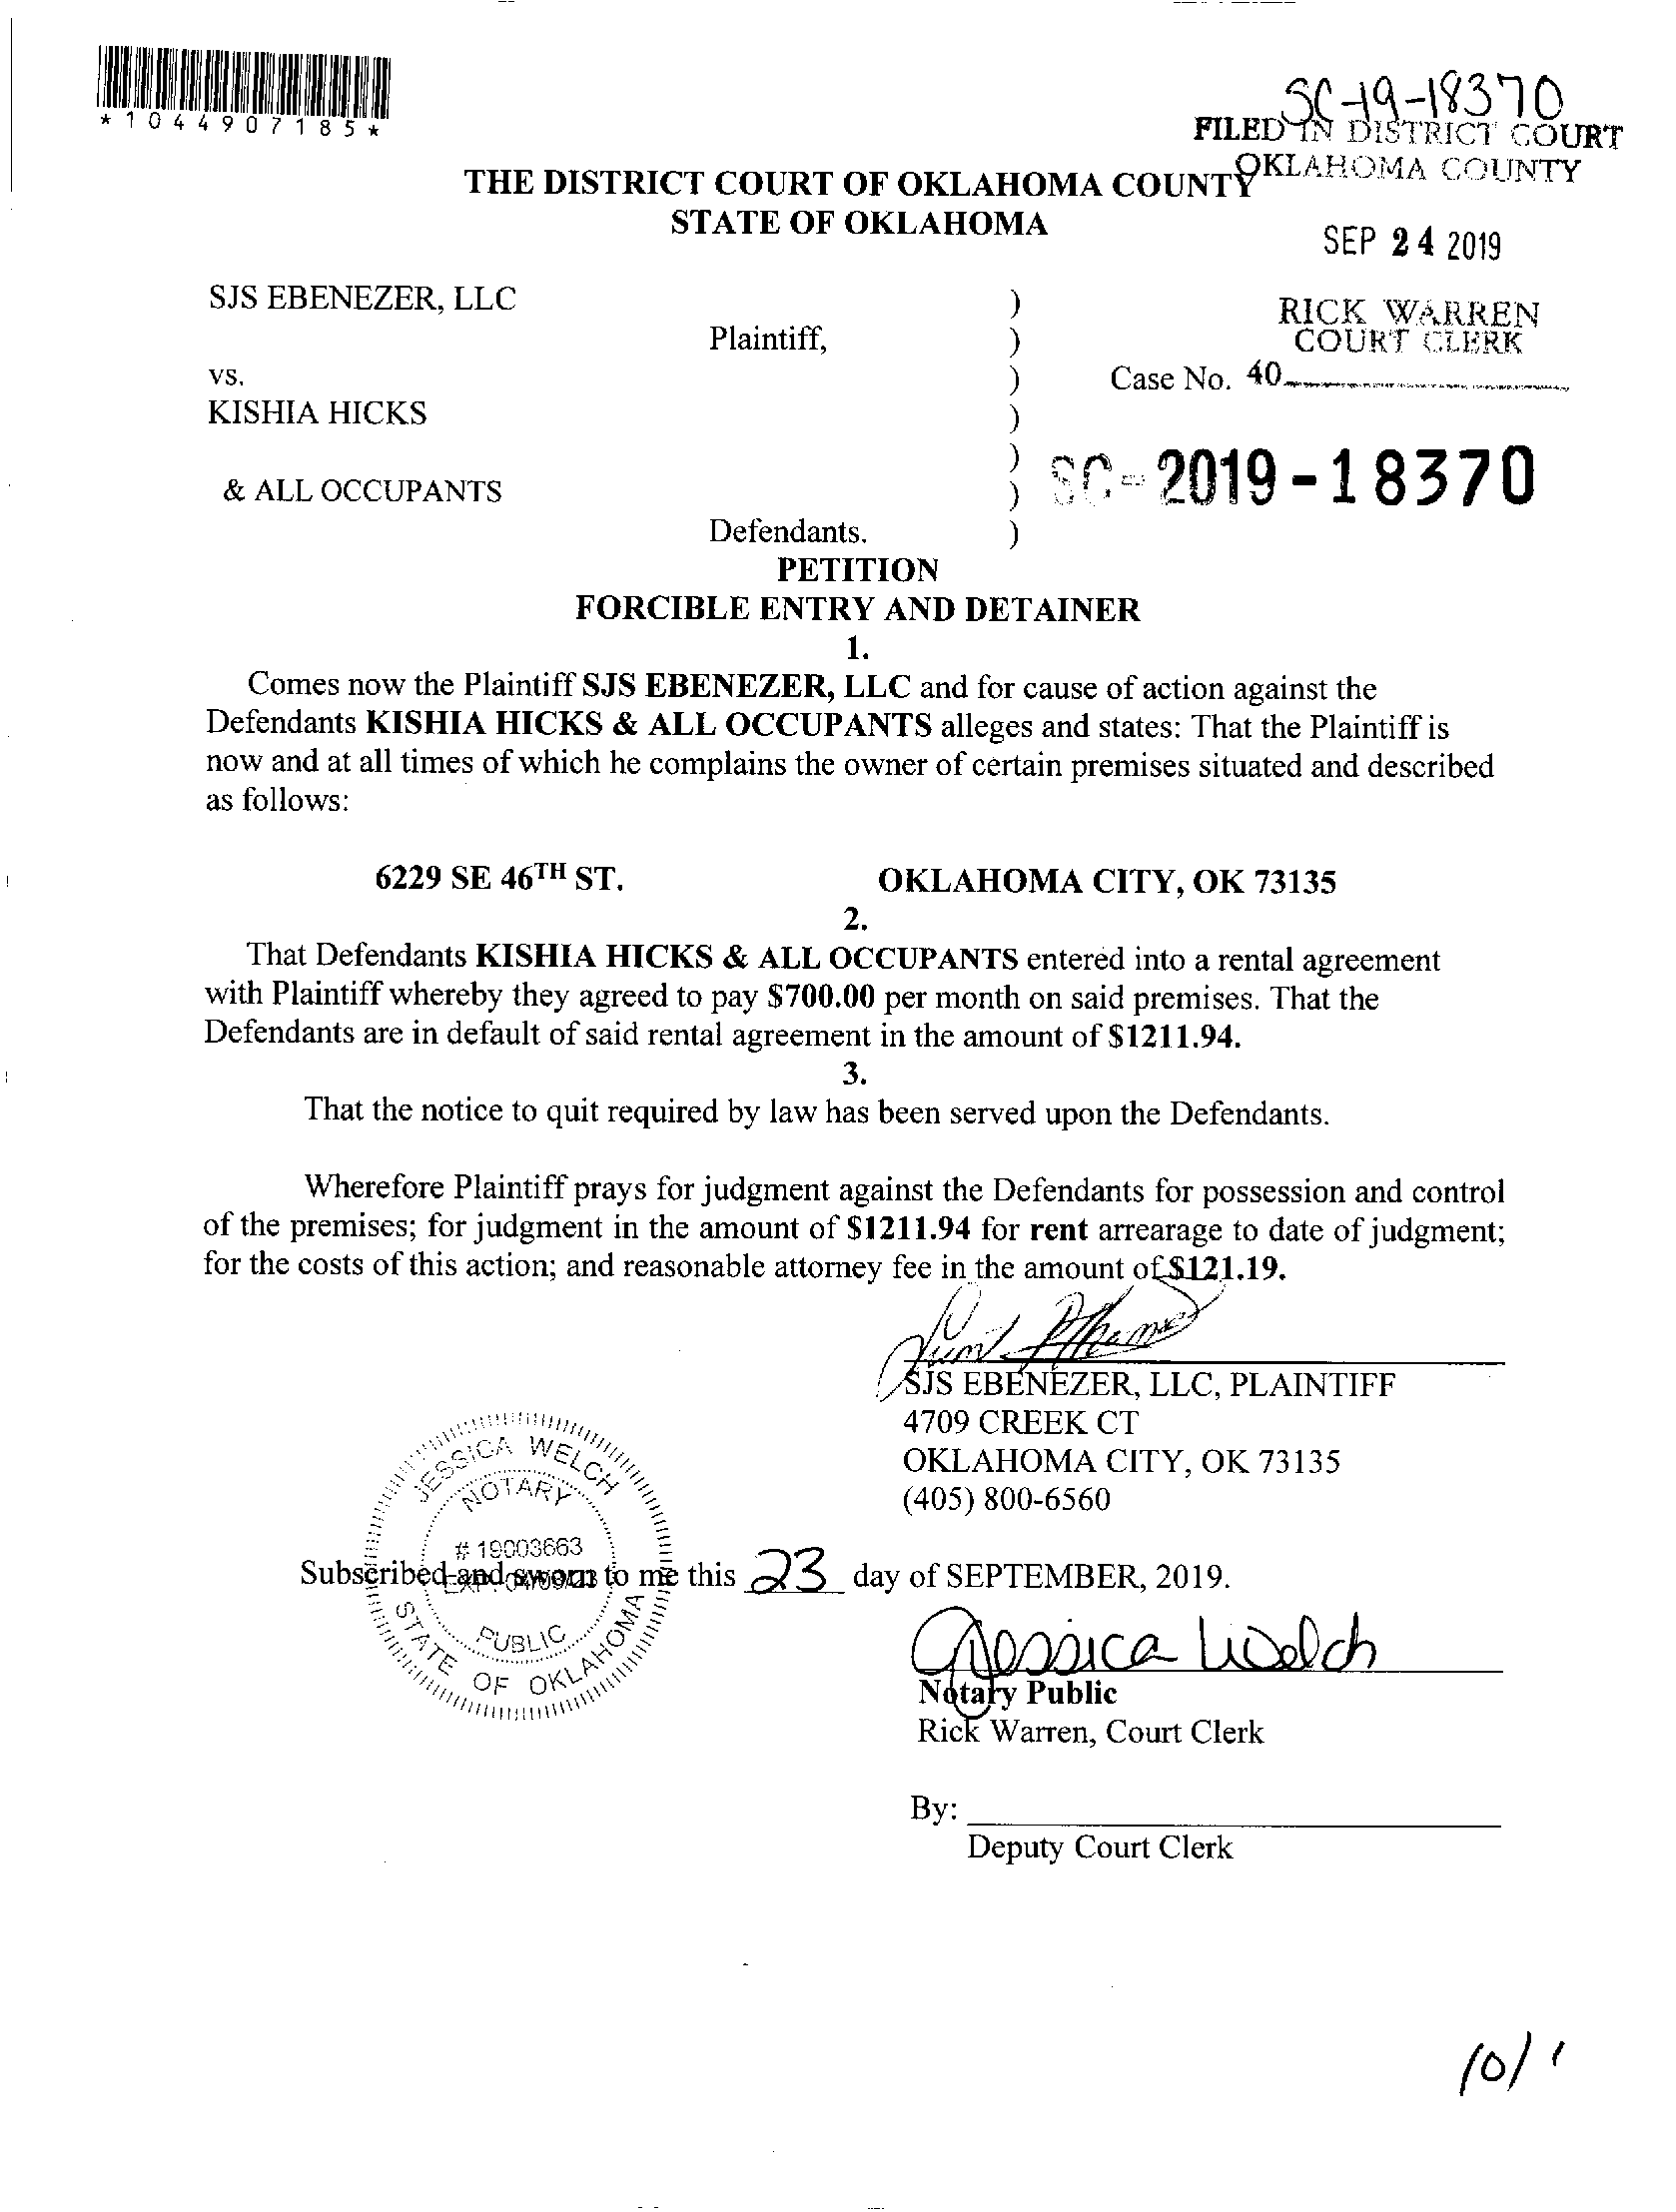 *1044907185*
SC-19-18370
FILED IN DISTRICT COURT
OKLAHOMA COUNTY
THE DISTRICT COURT OF OKLAHOMA COUNTY
STATE OF OKLAHOMA
SEP 24 2019
SJS EBENEZER, LLC )
Plaintiff, )
RICK WARREN
COURT CLERK
vs. ) Case No. 40
KISHIA HICKS )
)
& ALL OCCUPANTS ) SC-2019-18370
Defendants. )
PETITION
FORCIBLE ENTRY AND DETAINER
1.
Comes now the Plaintiff SJS EBENEZER, LLC and for cause of action against the
Defendants KISHIA HICKS & ALL OCCUPANTS alleges and states: That the Plaintiff is
now and at all times of which he complains the owner of certain premises situated and described
as follows:
6229 SE 46TH ST. OKLAHOMA CITY, OK 73135
2.
That Defendants KISHIA HICKS & ALL OCCUPANTS entered into a rental agreement
with Plaintiff whereby they agreed to pay $700.00 per month on said premises. That the
Defendants are in default of said rental agreement in the amount of $1211.94.
3.
That the notice to quit required by law has been served upon the Defendants.
Wherefore Plaintiff prays for judgment against the Defendants for possession and control
of the premises; for judgment in the amount of $1211.94 for rent arrearage to date of judgment;
for the costs of this action; and reasonable attorney fee in the amount of $121.19.
SJS EBENEZER, LLC, PLAINTIFF
4709 CREEK CT
OKLAHOMA CITY, OK 73135
(405) 800-6560
JESSICA WELCH
NOTARY
# 19003663
EXP. 04/09/23
PUBLIC
STATE OF OKLAHOMA
Subscribed and sworn to me this 23 day of SEPTEMBER, 2019.
Jessica Welch
Notary Public
Rick Warren, Court Clerk
By:
Deputy Court Clerk
10/1